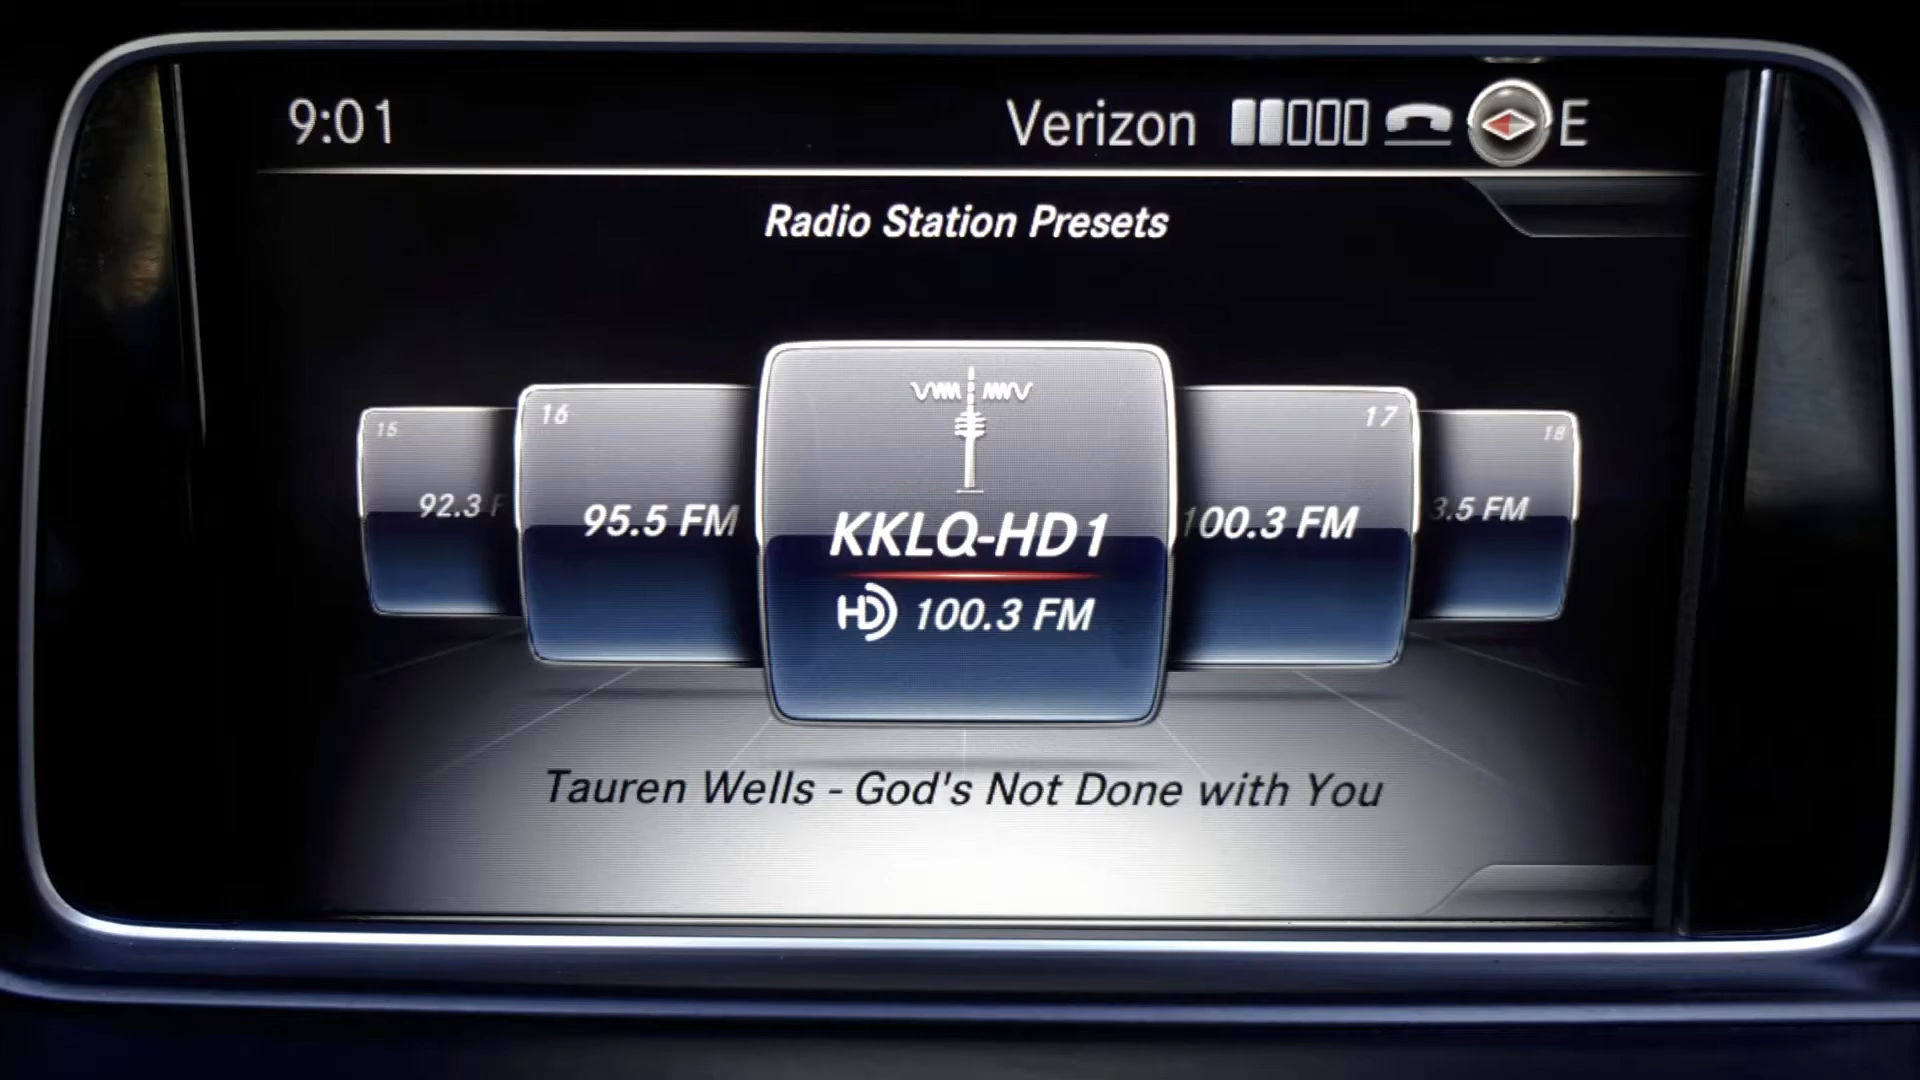 9:01
Verizon
E
Radio Station Presets
15
16
17
18
92.3 F
95.5 FM
KKLQ-HD1
100.3 FM
3.5 FM
HD 100.3 FM
Tauren Wells - God's Not Done with You